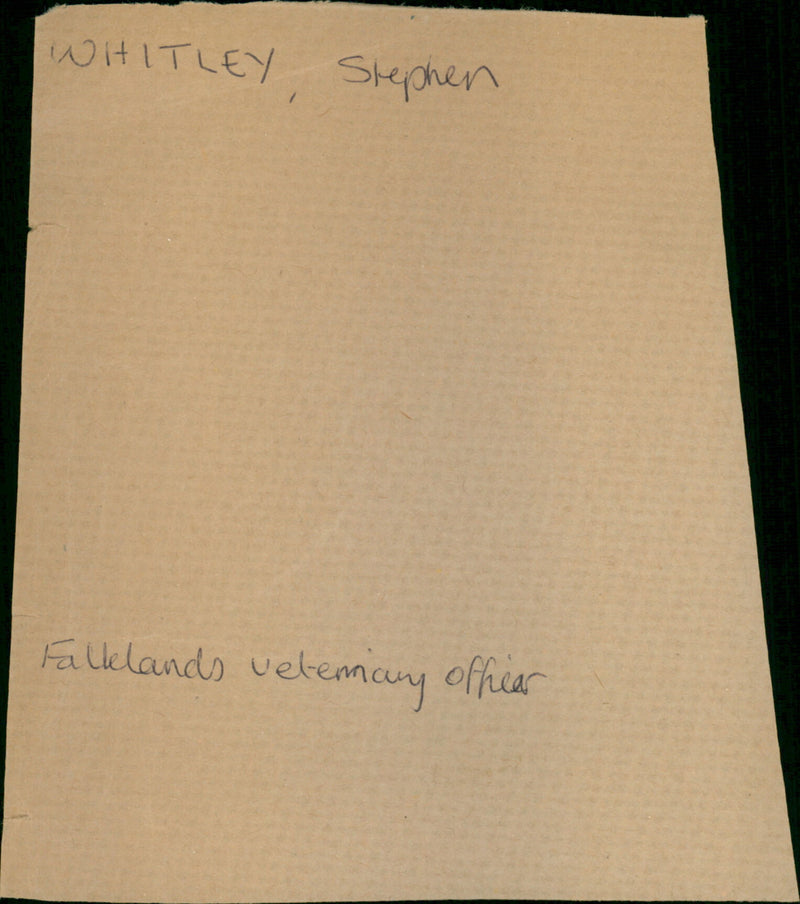 WHITLEY, Stephen
Falklands veterinary officer